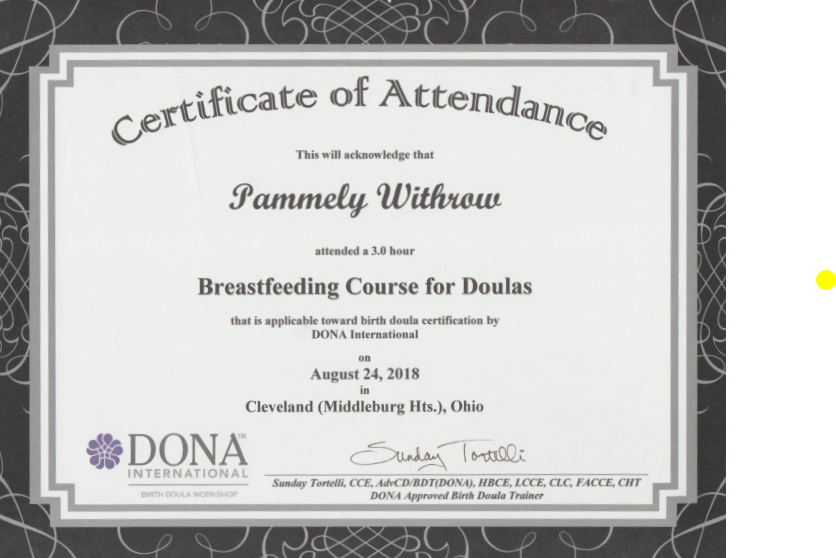 Certificate of Attendance
This will acknowledge that
Pammely Withrow
attended a 3.0 hour
Breastfeeding Course for Doulas
that is applicable toward birth doula certification by
DONA International
on
August 24, 2018
in
Cleveland (Middleburg Hts.), Ohio
DONA™
INTERNATIONAL
BIRTH DOULA WORKSHOP
Sunday Tortelli
Sunday Tortelli, CCE, AdvCD/BDT(DONA), HBCE, LCCE, CLC, FACCE, CHT
DONA Approved Birth Doula Trainer